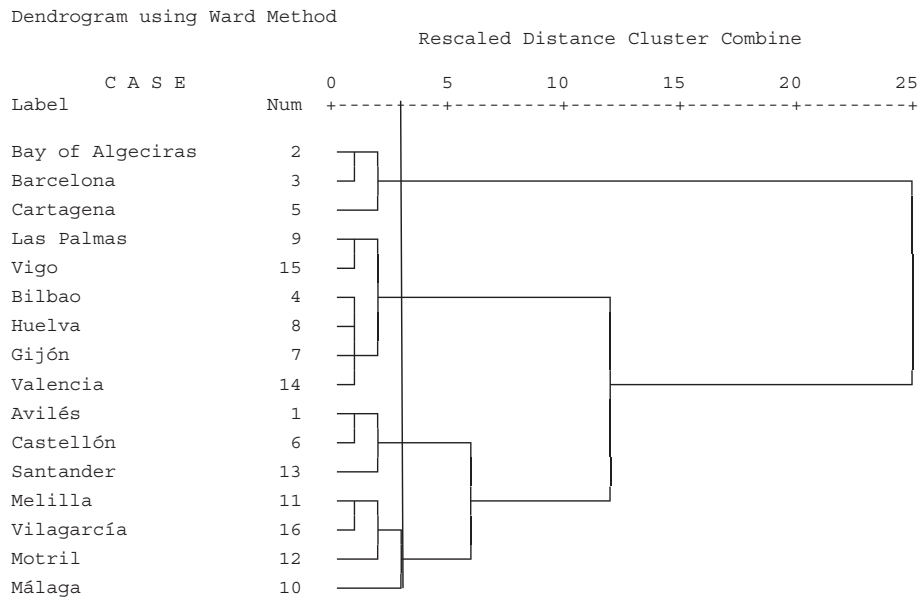 Dendrogram using Ward Method
Rescaled Distance Cluster Combine
C A S E 0 5 10 15 20 25
Label Num +---------+---------+---------+---------+---------+
Bay of Algeciras 2
Barcelona 3
Cartagena 5
Las Palmas 9
Vigo 15
Bilbao 4
Huelva 8
Gijón 7
Valencia 14
Avilés 1
Castellón 6
Santander 13
Melilla 11
Vilagarcía 16
Motril 12
Málaga 10